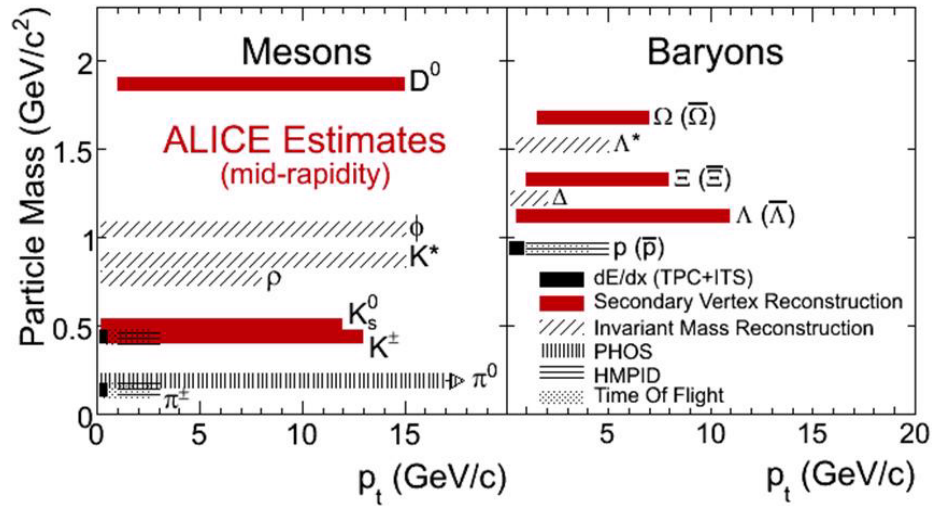 Particle Mass (GeV/c²)
2
1.5
1
0.5
0
Mesons
D⁰
ALICE Estimates
(mid-rapidity)
ϕ
K*
ρ
K⁰ₛ
K±
π⁰
π±
0 5 10 15
pₜ (GeV/c)
Baryons
Ω (Ω̅)
Λ*
Ξ (Ξ̅)
Δ
Λ (Λ̅)
p (p̅)
dE/dx (TPC+ITS)
Secondary Vertex Reconstruction
Invariant Mass Reconstruction
PHOS
HMPID
Time Of Flight
5 10 15 20
pₜ (GeV/c)